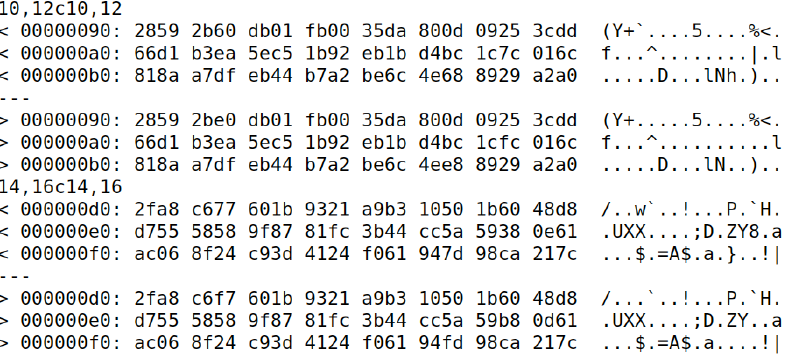 10,12c10,12
< 00000090: 2859 2b60 db01 fb00 35da 800d 0925 3cdd  (Y+`....5....%<.
< 000000a0: 66d1 b3ea 5ec5 1b92 eb1b d4bc 1c7c 016c  f...^........|.l
< 000000b0: 818a a7df eb44 b7a2 be6c 4e68 8929 a2a0  .....D...lNh.)..
---
> 00000090: 2859 2be0 db01 fb00 35da 800d 0925 3cdd  (Y+.....5....%<.
> 000000a0: 66d1 b3ea 5ec5 1b92 eb1b d4bc 1cfc 016c  f...^..........l
> 000000b0: 818a a7df eb44 b7a2 be6c 4ee8 8929 a2a0  .....D...lN..)..
14,16c14,16
< 000000d0: 2fa8 c677 601b 9321 a9b3 1050 1b60 48d8  /..w`..!...P.`H.
< 000000e0: d755 5858 9f87 81fc 3b44 cc5a 5938 0e61  .UXX....;D.ZY8.a
< 000000f0: ac06 8f24 c93d 4124 f061 947d 98ca 217c  ...$.=A$.a.}..!|
---
> 000000d0: 2fa8 c6f7 601b 9321 a9b3 1050 1b60 48d8  /...`..!...P.`H.
> 000000e0: d755 5858 9f87 81fc 3b44 cc5a 59b8 0d61  .UXX....;D.ZY..a
> 000000f0: ac06 8f24 c93d 4124 f061 94fd 98ca 217c  ...$.=A$.a....!|